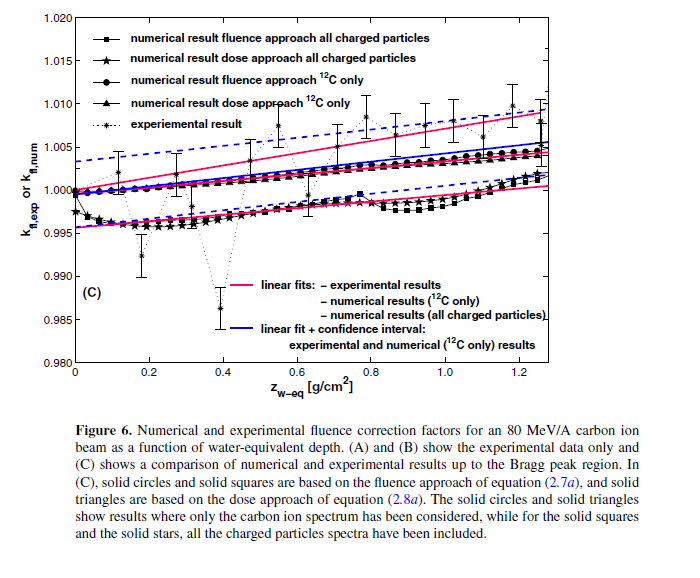 1.020
1.015
1.010
1.005
1.000
0.995
0.990
0.985
0.980
k_fl,exp or k_fl,num
numerical result fluence approach all charged particles
numerical result dose approach all charged particles
numerical result fluence approach ¹²C only
numerical result dose approach ¹²C only
experiemental result
(C)
linear fits: – experimental results
– numerical results (¹²C only)
– numerical results (all charged particles)
linear fit + confidence interval:
experimental and numerical (¹²C only) results
0 0.2 0.4 0.6 0.8 1.0 1.2
z_w–eq [g/cm²]
Figure 6. Numerical and experimental fluence correction factors for an 80 MeV/A carbon ion
beam as a function of water-equivalent depth. (A) and (B) show the experimental data only and
(C) shows a comparison of numerical and experimental results up to the Bragg peak region. In
(C), solid circles and solid squares are based on the fluence approach of equation (2.7a), and solid
triangles are based on the dose approach of equation (2.8a). The solid circles and solid triangles
show results where only the carbon ion spectrum has been considered, while for the solid squares
and the solid stars, all the charged particles spectra have been included.